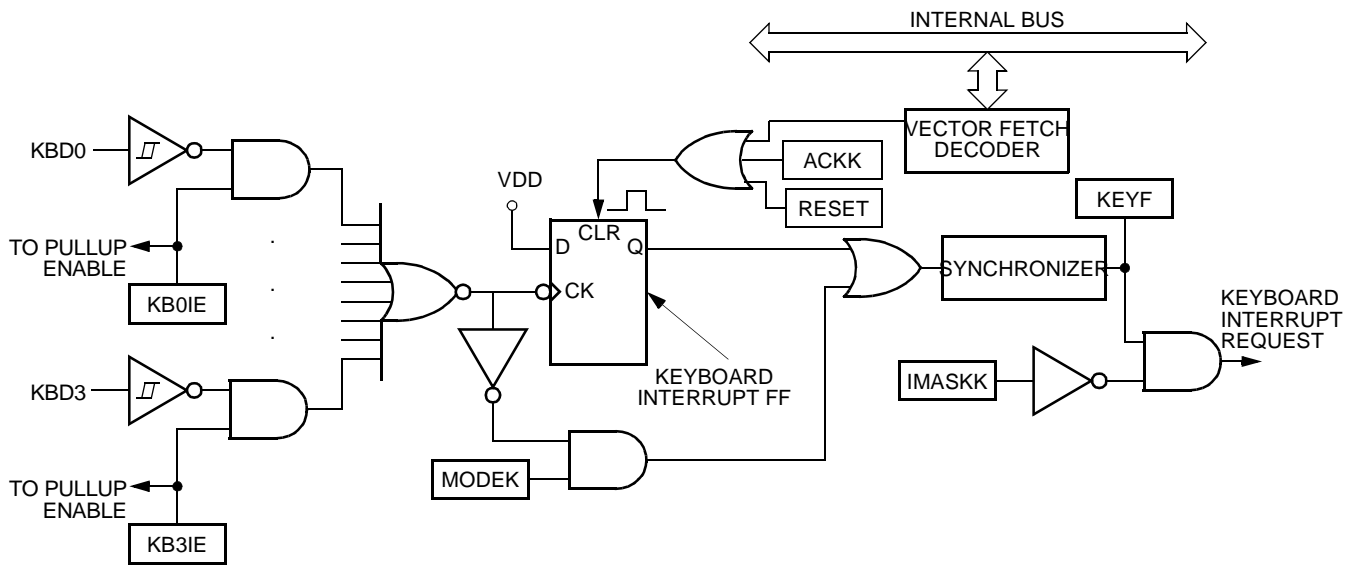 INTERNAL BUS
VECTOR FETCH
DECODER
KBD0
ACKK
VDD
RESET
KEYF
TO PULLUP
ENABLE
CLR
D
Q
SYNCHRONIZER
CK
KB0IE
KEYBOARD
INTERRUPT
REQUEST
KBD3
KEYBOARD
INTERRUPT FF
IMASKK
MODEK
TO PULLUP
ENABLE
KB3IE